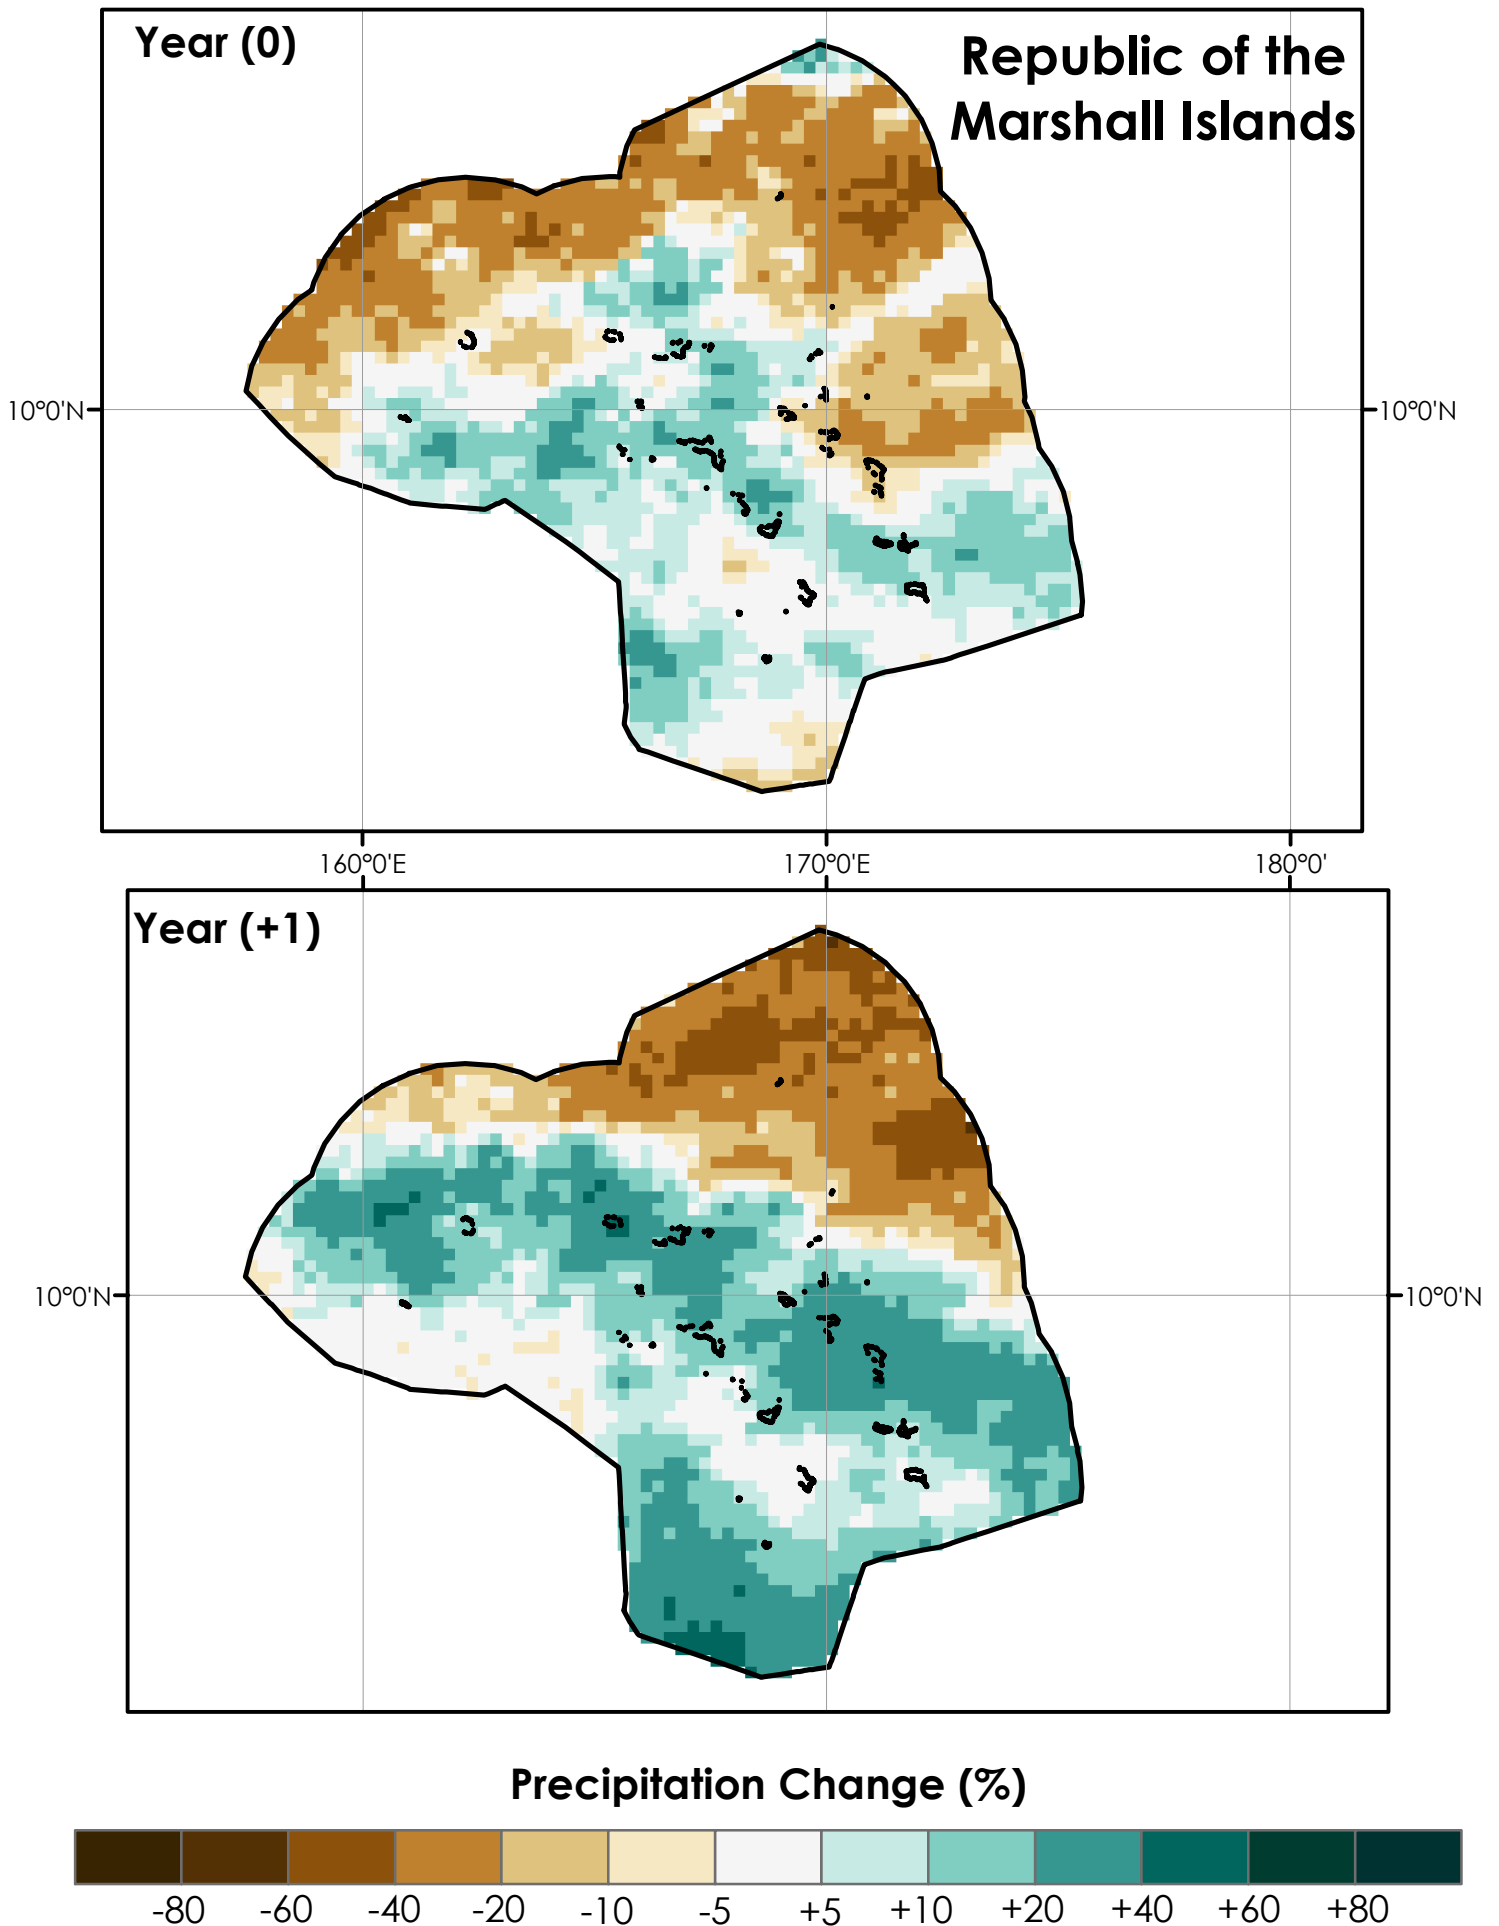 Year (0)
Republic of the
Marshall Islands
10°0'N
10°0'N
160°0'E
170°0'E
180°0'
Year (+1)
10°0'N
10°0'N
Precipitation Change (%)
-80 -60 -40 -20 -10 -5 +5 +10 +20 +40 +60 +80